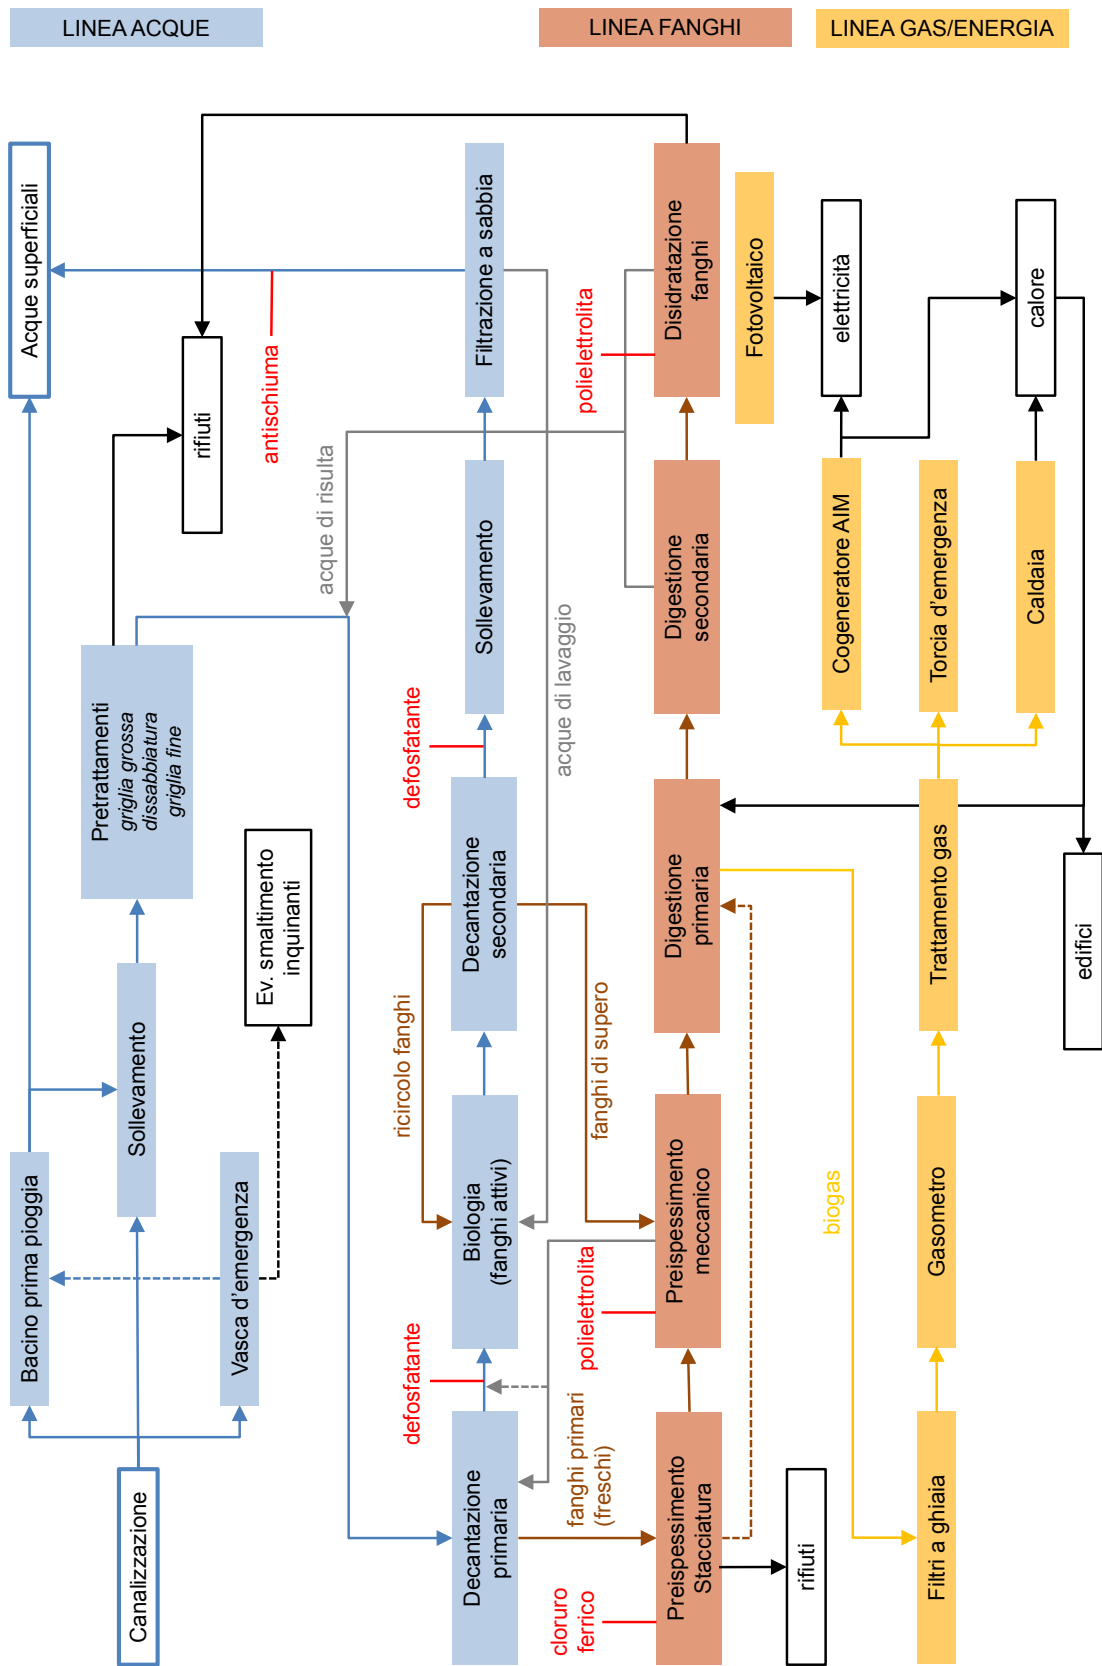 LINEA ACQUE
LINEA FANGHI
LINEA GAS/ENERGIA
Canalizzazione
Bacino prima pioggia
Vasca d'emergenza
Sollevamento
Ev. smaltimento
inquinanti
Pretrattamenti
griglia grossa
dissabbiatura
griglia fine
rifiuti
Acque superficiali
antischiuma
acque di risulta
Decantazione
primaria
defosfatante
Biologia
(fanghi attivi)
ricircolo fanghi
Decantazione
secondaria
defosfatante
Sollevamento
Filtrazione a sabbia
acque di lavaggio
fanghi di supero
fanghi primari
(freschi)
cloruro
ferrico
Preispessimento
Stacciatura
rifiuti
polielettrolita
Preispessimento
meccanico
Digestione
primaria
Digestione
secondaria
polielettrolita
Disidratazione
fanghi
biogas
Filtri a ghiaia
Gasometro
Trattamento gas
Cogeneratore AIM
Torcia d'emergenza
Caldaia
Fotovoltaico
elettricità
calore
edifici